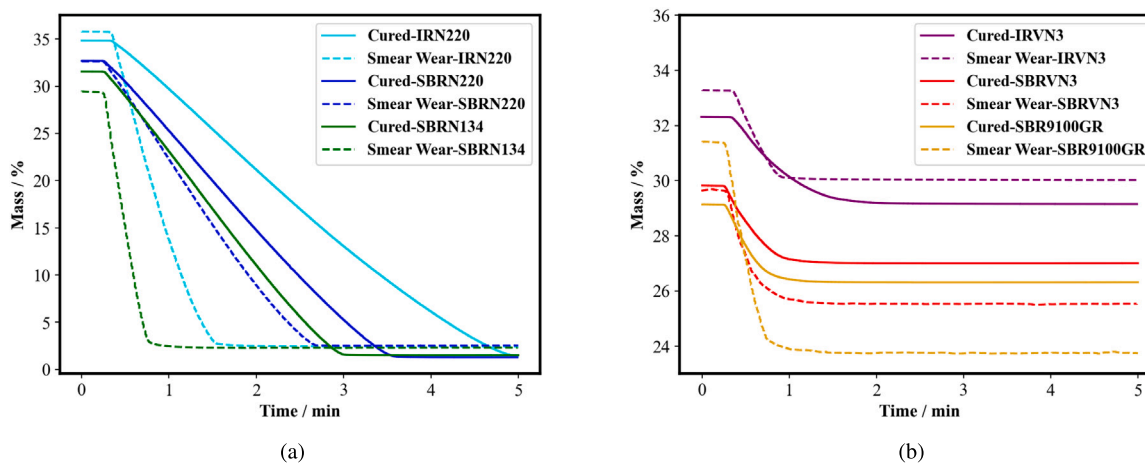 Cured-IRN220
Smear Wear-IRN220
Cured-SBRN220
Smear Wear-SBRN220
Cured-SBRN134
Smear Wear-SBRN134
35
30
25
20
15
10
5
0
Mass / %
0 1 2 3 4 5
Time / min
(a)
Cured-IRVN3
Smear Wear-IRVN3
Cured-SBRVN3
Smear Wear-SBRVN3
Cured-SBR9100GR
Smear Wear-SBR9100GR
36
34
32
30
28
26
24
Mass / %
0 1 2 3 4 5
Time / min
(b)